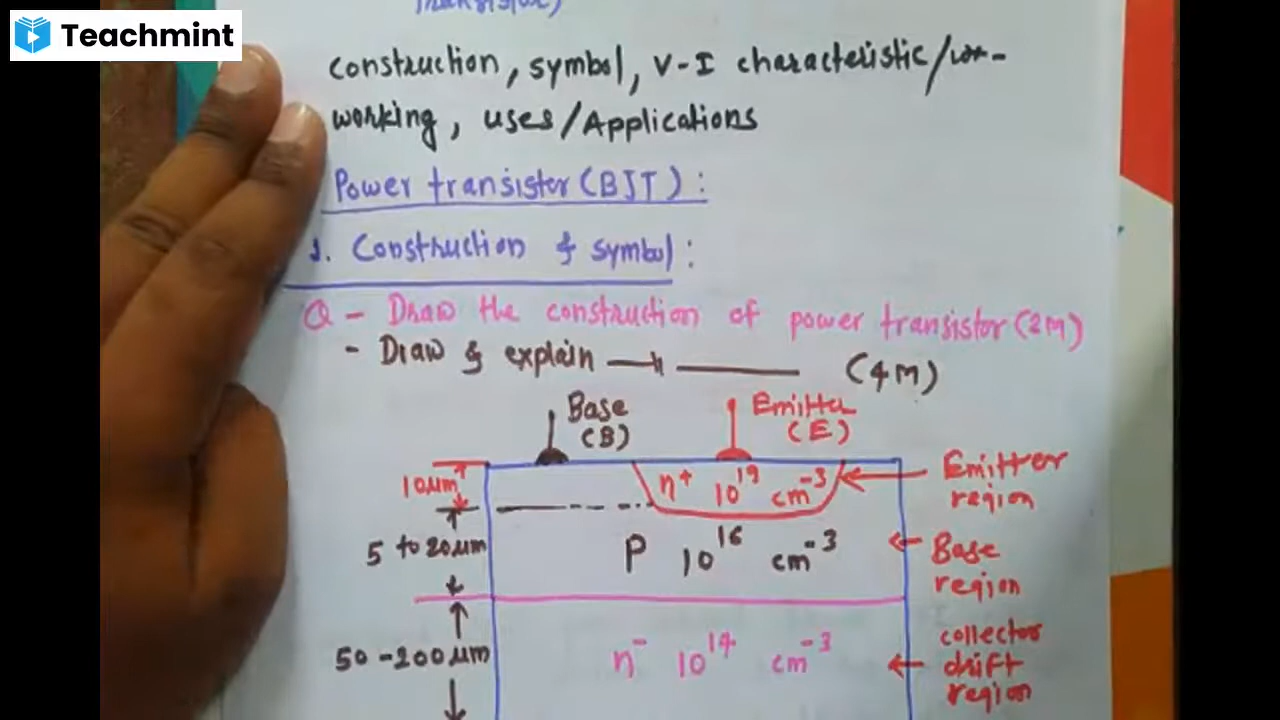 Teachmint
construction, symbol, V-I characteristic/wor-
working, uses/Applications
Power transister (BJT) :
1. Construction & symbol :
Q - Draw the construction of power transistor (2M)
- Draw & explain —〃— (4M)
Base
(B)
Emitter
(E)
10μm
n+ 10^19 cm^-3
Emitter
region
5 to 20μm
P 10^16 cm^-3
Base
region
50-200μm
n^- 10^14 cm^-3
collector
drift
region